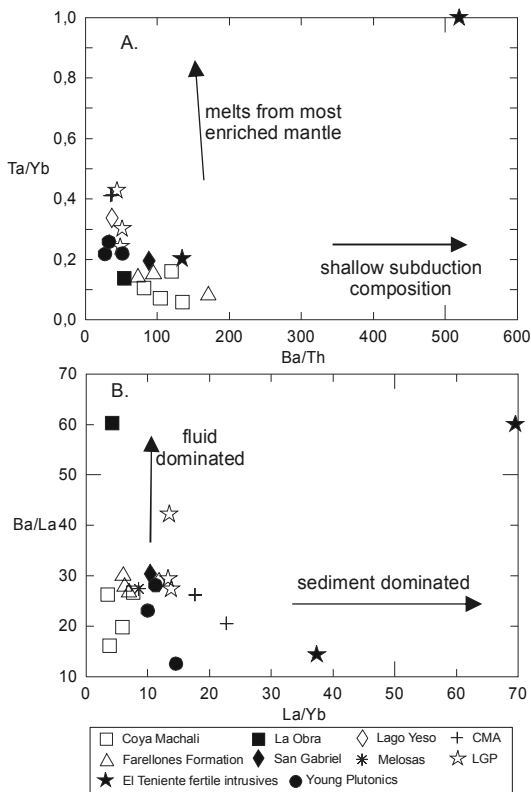 1,0
A.
0,8
melts from most
enriched mantle
0,6
Ta/Yb
0,4
0,2
shallow subduction
composition
0,0
0 100 200 300 400 500 600
Ba/Th
70
B.
60
fluid
dominated
50
Ba/La
40
30
sediment dominated
20
10
0 10 20 30 40 50 60 70
La/Yb
Coya Machali La Obra Lago Yeso CMA
Farellones Formation San Gabriel Melosas LGP
El Teniente fertile intrusives Young Plutonics